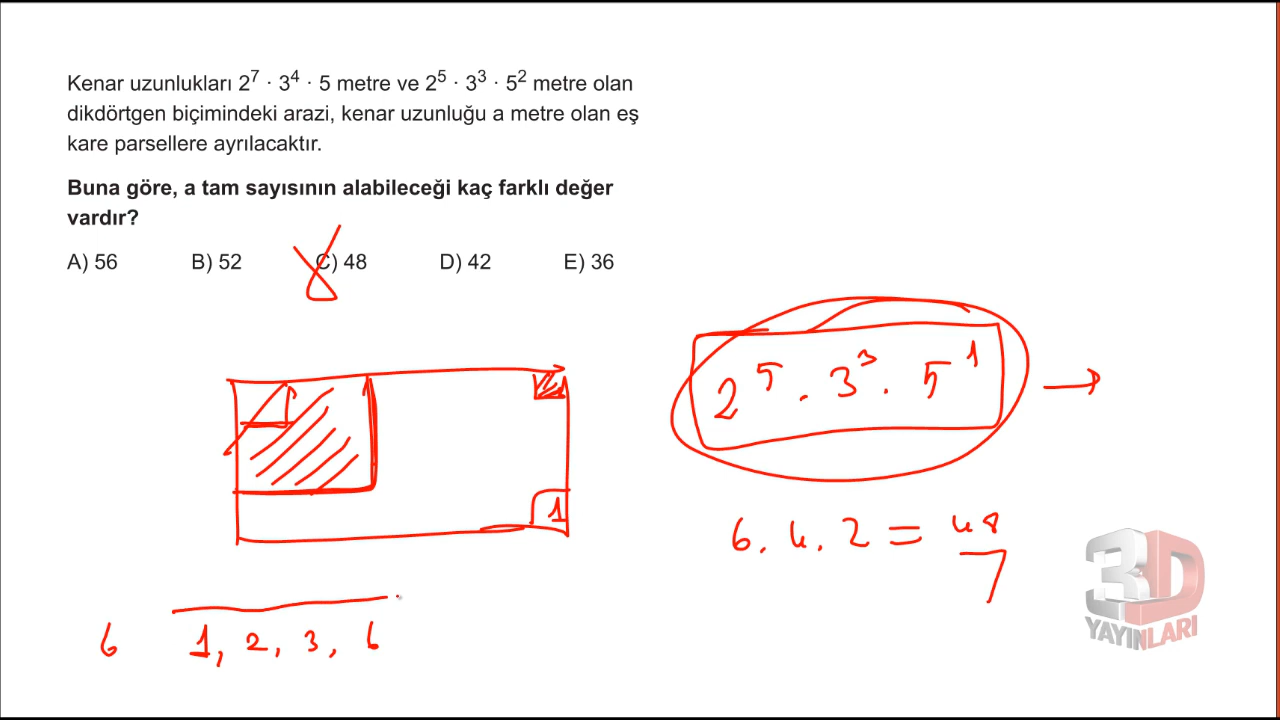 Kenar uzunlukları 2⁷ · 3⁴ · 5 metre ve 2⁵ · 3³ · 5² metre olan
dikdörtgen biçimindeki arazi, kenar uzunluğu a metre olan eş
kare parsellere ayrılacaktır.
Buna göre, a tam sayısının alabileceği kaç farklı değer
vardır?
A) 56 B) 52 C) 48 D) 42 E) 36
2⁵ . 3³ . 5¹ →
1
6 . 4 . 2 = 48
6 1, 2, 3, 6
3D
YAYINLARI